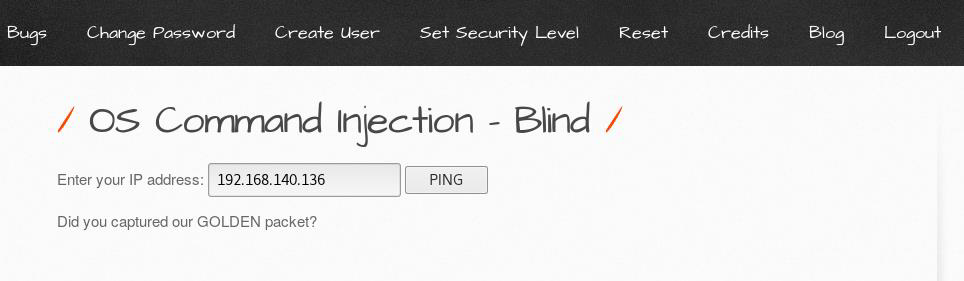 Bugs Change Password Create User Set Security Level Reset Credits Blog Logout
/ OS Command Injection - Blind /
Enter your IP address: 192.168.140.136 PING
Did you captured our GOLDEN packet?